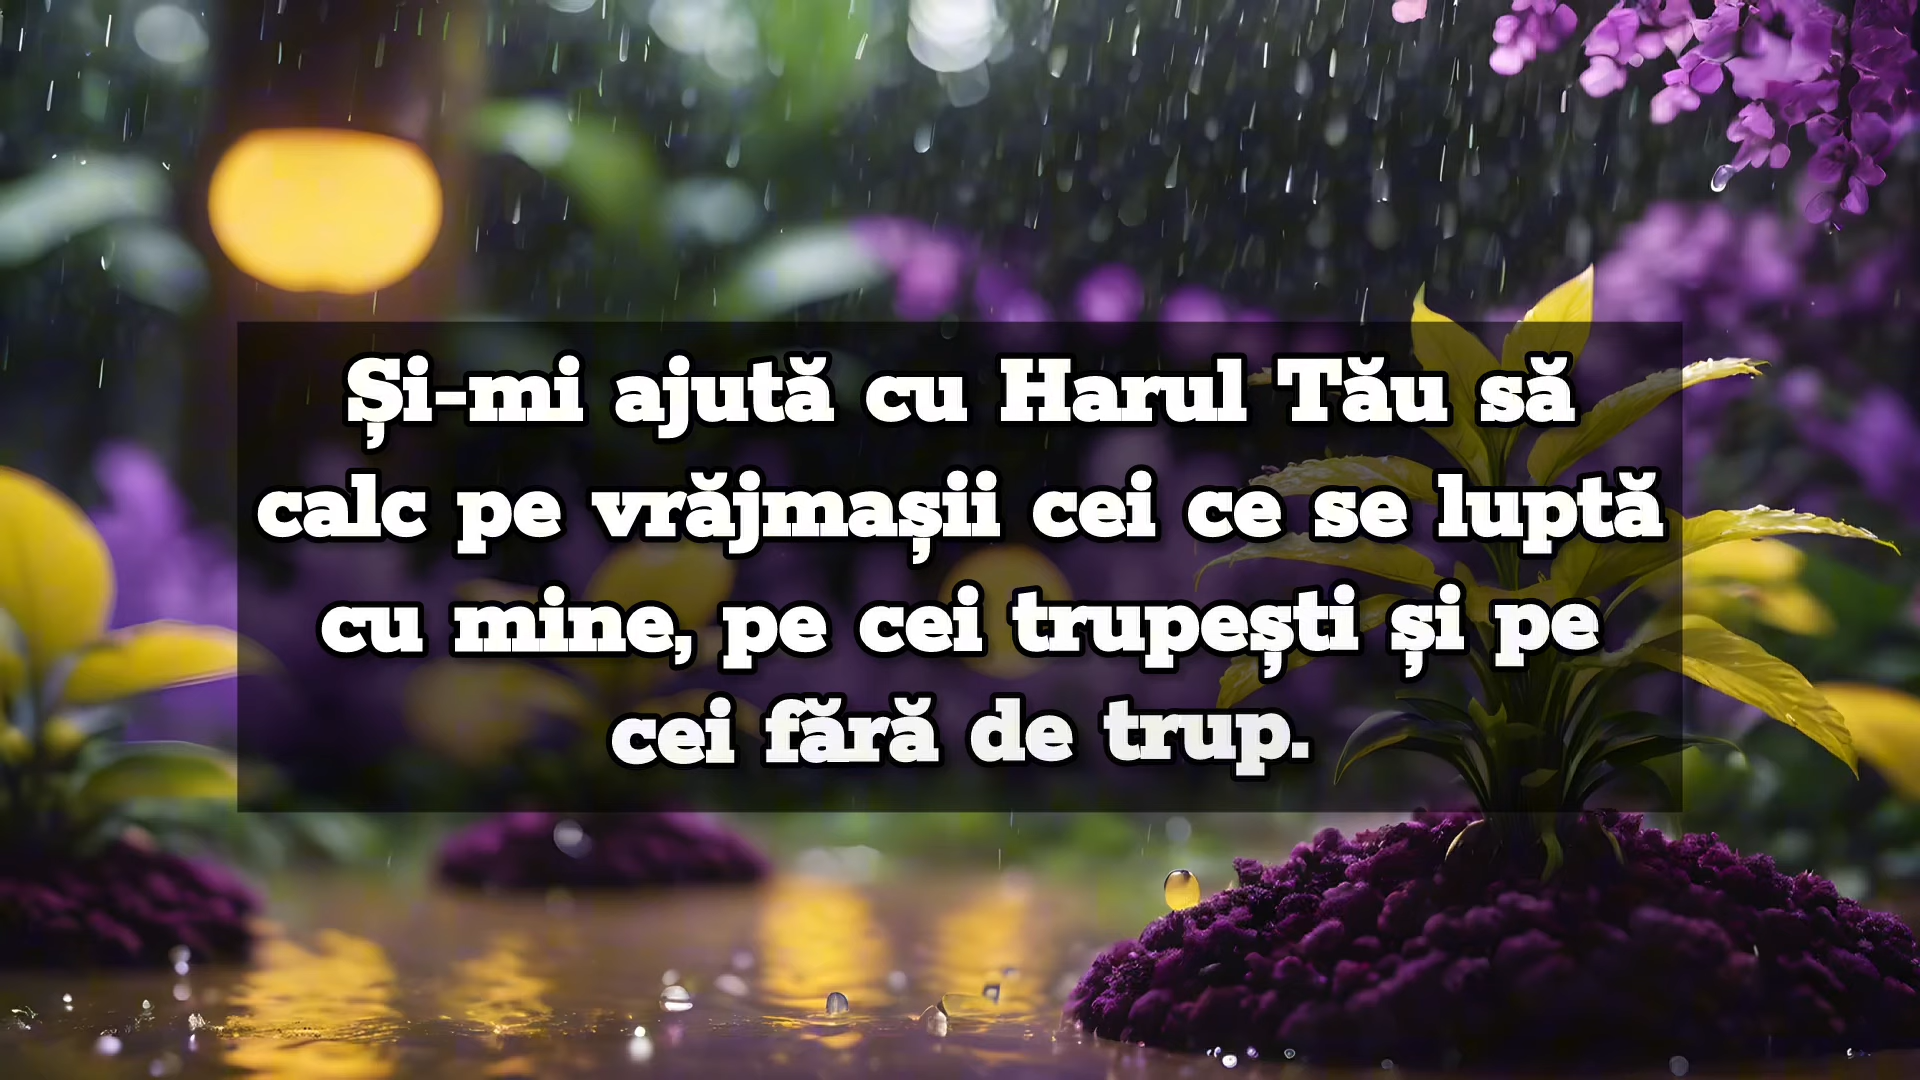 Și-mi ajută cu Harul Tău să
calc pe vrăjmașii cei ce se luptă
cu mine, pe cei trupești și pe
cei fără de trup.